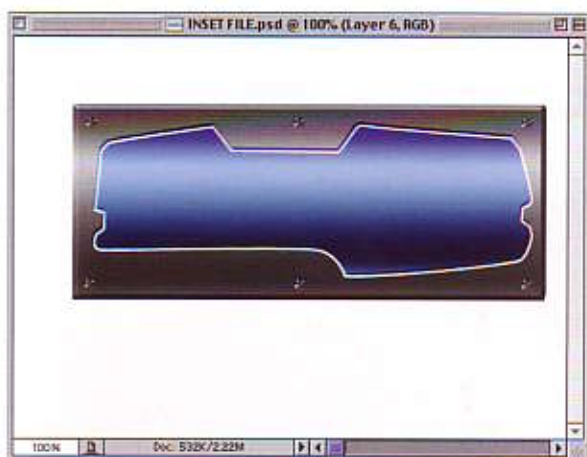 INSET FILE.psd @ 100% (Layer 6, RGB)
100%
Doc: 532K/2.22M